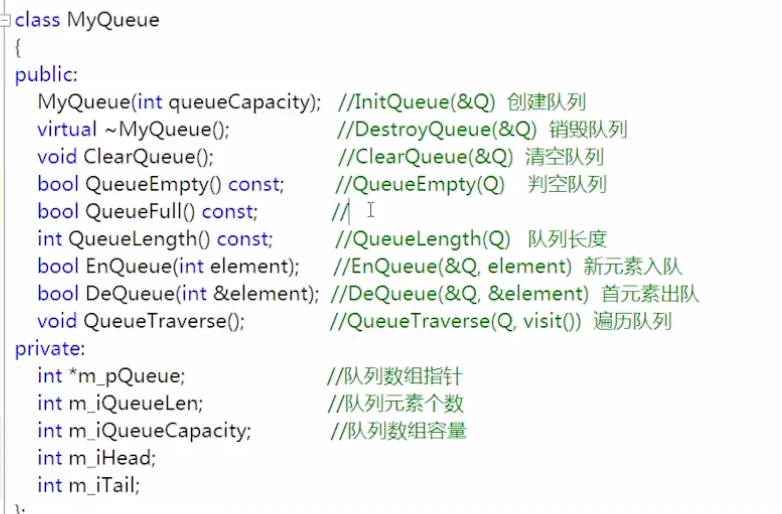 class MyQueue
{
public:
MyQueue(int queueCapacity); //InitQueue(&Q) 创建队列
virtual ~MyQueue(); //DestroyQueue(&Q) 销毁队列
void ClearQueue(); //ClearQueue(&Q) 清空队列
bool QueueEmpty() const; //QueueEmpty(Q) 判空队列
bool QueueFull() const; //
int QueueLength() const; //QueueLength(Q) 队列长度
bool EnQueue(int element); //EnQueue(&Q, element) 新元素入队
bool DeQueue(int &element); //DeQueue(&Q, &element) 首元素出队
void QueueTraverse(); //QueueTraverse(Q, visit()) 遍历队列
private:
int *m_pQueue; //队列数组指针
int m_iQueueLen; //队列元素个数
int m_iQueueCapacity; //队列数组容量
int m_iHead;
int m_iTail;
};